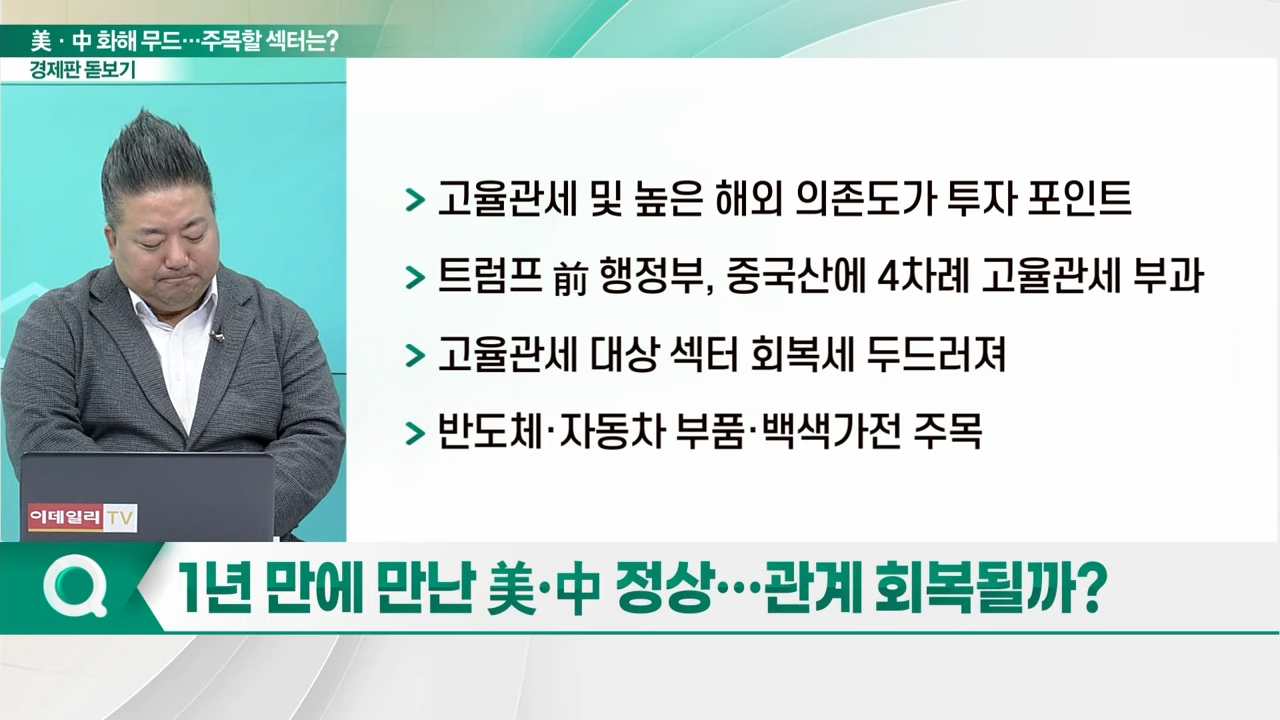 美·中 화해 무드…주목할 섹터는?
경제판 돋보기
> 고율관세 및 높은 해외 의존도가 투자 포인트
> 트럼프 前 행정부, 중국산에 4차례 고율관세 부과
> 고율관세 대상 섹터 회복세 두드러져
> 반도체·자동차 부품·백색가전 주목
이데일리 TV
Q 1년 만에 만난 美·中 정상…관계 회복될까?